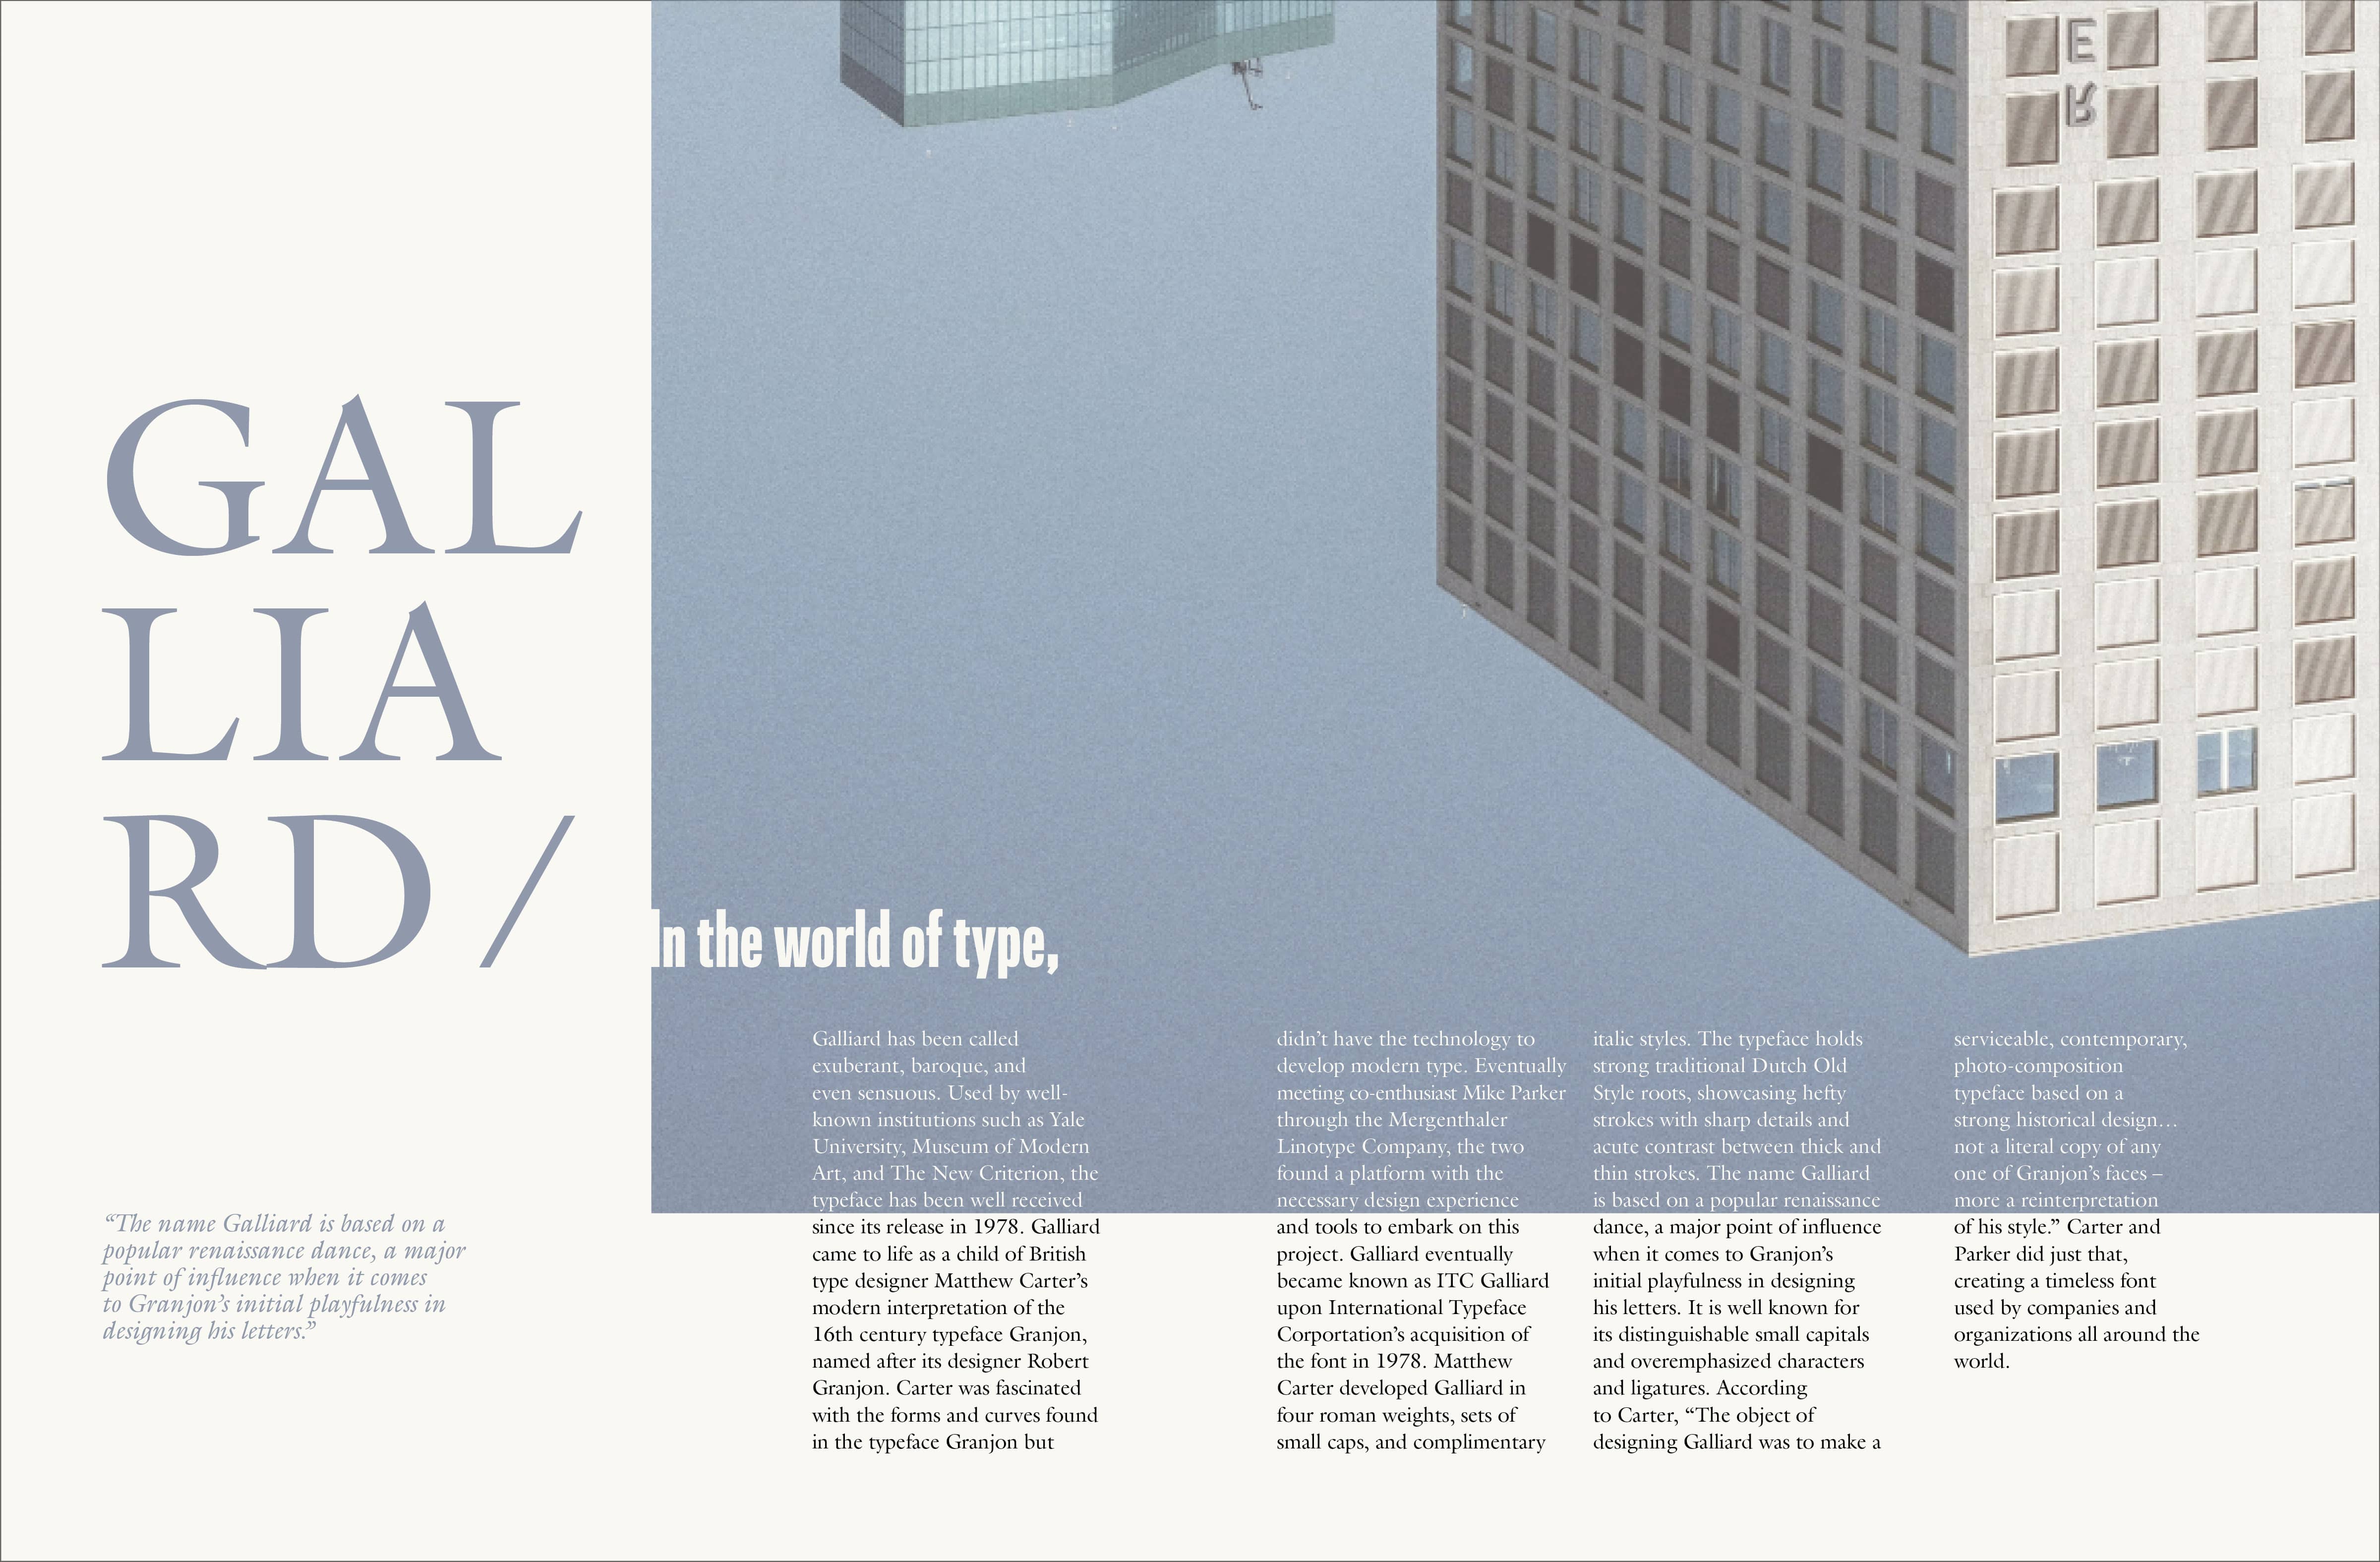 GAL
LIA
RD /
"The name Galliard is based on a
popular renaissance dance, a major
point of influence when it comes
to Granjon's initial playfulness in
designing his letters."
E
R
In the world of type,
Galliard has been called
exuberant, baroque, and
even sensuous. Used by well-
known institutions such as Yale
University, Museum of Modern
Art, and The New Criterion, the
typeface has been well received
since its release in 1978. Galliard
came to life as a child of British
type designer Matthew Carter's
modern interpretation of the
16th century typeface Granjon,
named after its designer Robert
Granjon. Carter was fascinated
with the forms and curves found
in the typeface Granjon but
didn't have the technology to
develop modern type. Eventually
meeting co-enthusiast Mike Parker
through the Mergenthaler
Linotype Company, the two
found a platform with the
necessary design experience
and tools to embark on this
project. Galliard eventually
became known as ITC Galliard
upon International Typeface
Corportation's acquisition of
the font in 1978. Matthew
Carter developed Galliard in
four roman weights, sets of
small caps, and complimentary
italic styles. The typeface holds
strong traditional Dutch Old
Style roots, showcasing hefty
strokes with sharp details and
acute contrast between thick and
thin strokes. The name Galliard
is based on a popular renaissance
dance, a major point of influence
when it comes to Granjon's
initial playfulness in designing
his letters. It is well known for
its distinguishable small capitals
and overemphasized characters
and ligatures. According
to Carter, "The object of
designing Galliard was to make a
serviceable, contemporary,
photo-composition
typeface based on a
strong historical design…
not a literal copy of any
one of Granjon's faces –
more a reinterpretation
of his style." Carter and
Parker did just that,
creating a timeless font
used by companies and
organizations all around the
world.